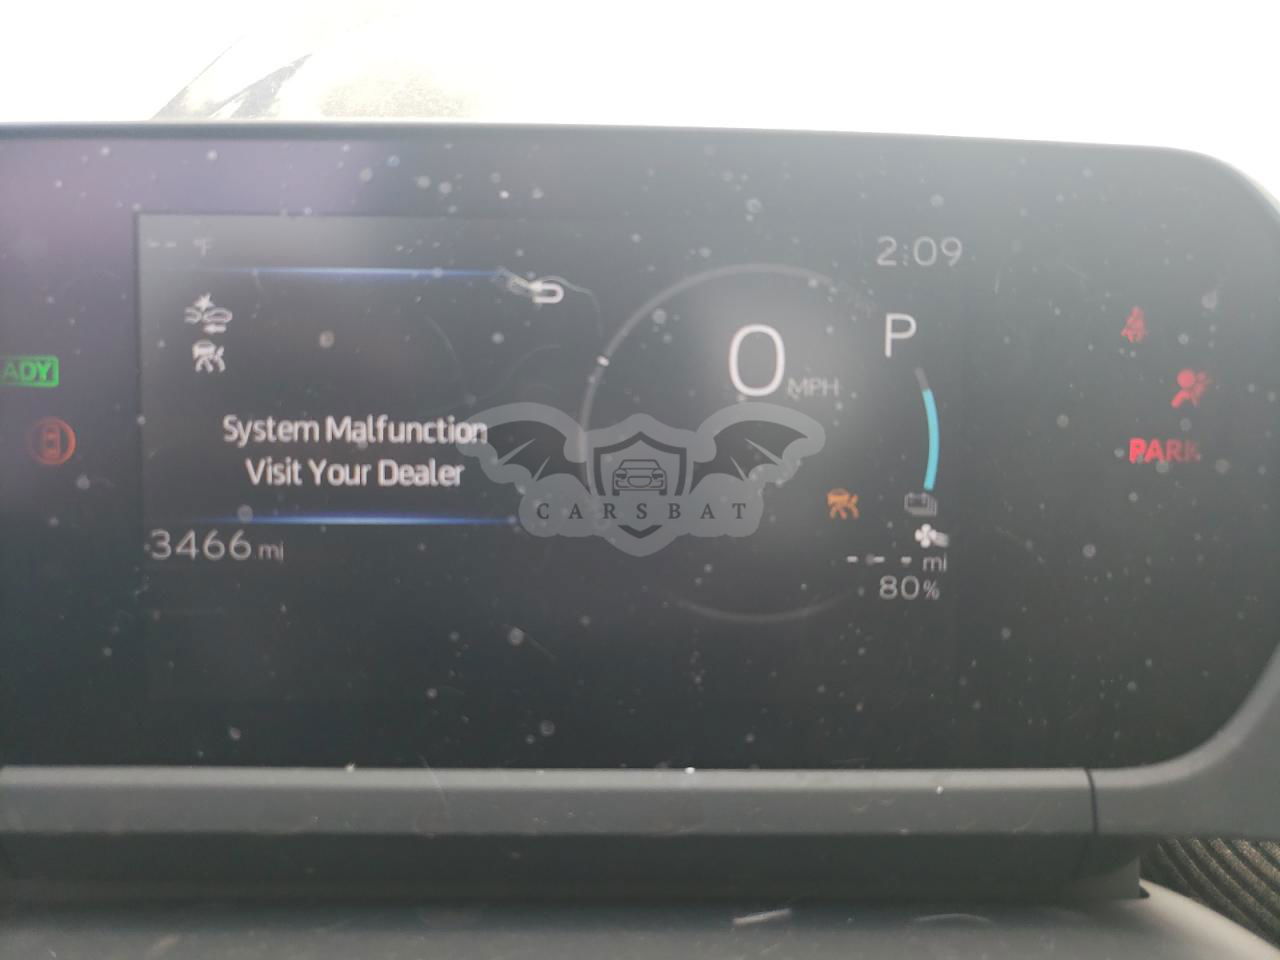 -- °F
2:09
P
0 MPH
ADY
System Malfunction
Visit Your Dealer
PARK
CARSBAT
3466 mi
--- mi
80%